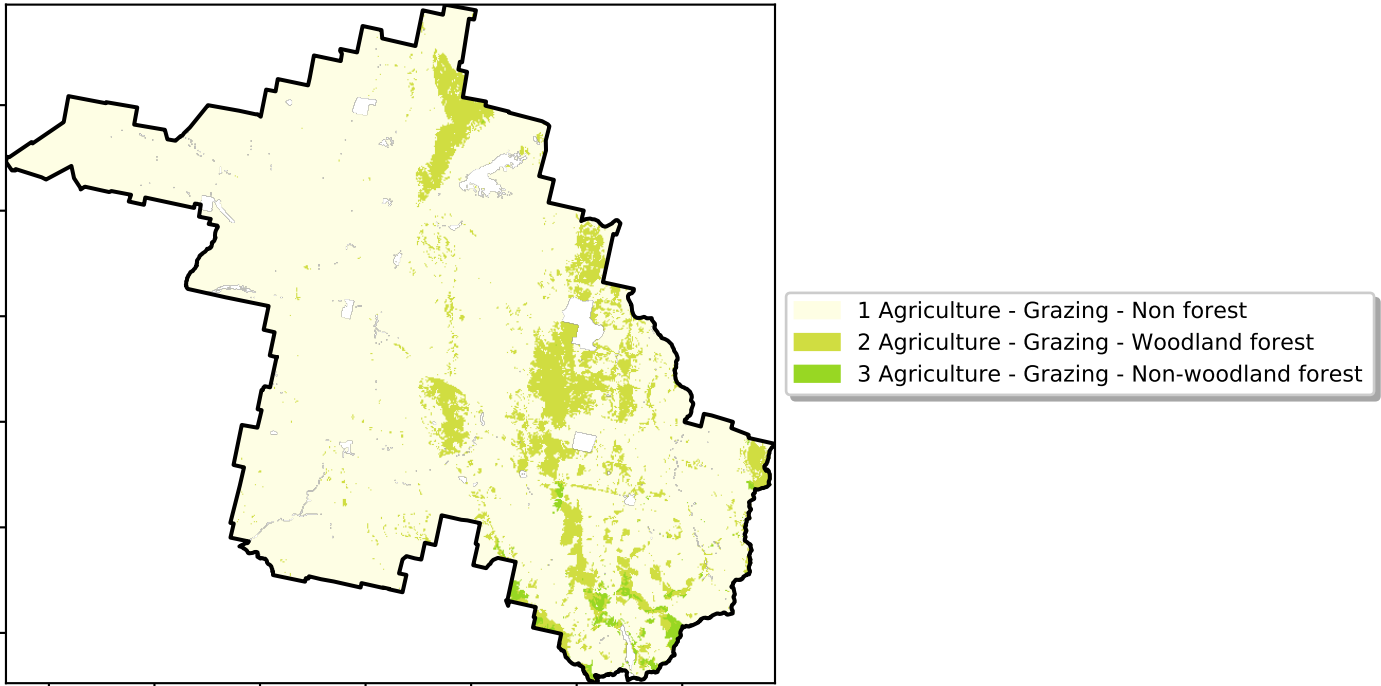 1 Agriculture - Grazing - Non forest
2 Agriculture - Grazing - Woodland forest
3 Agriculture - Grazing - Non-woodland forest